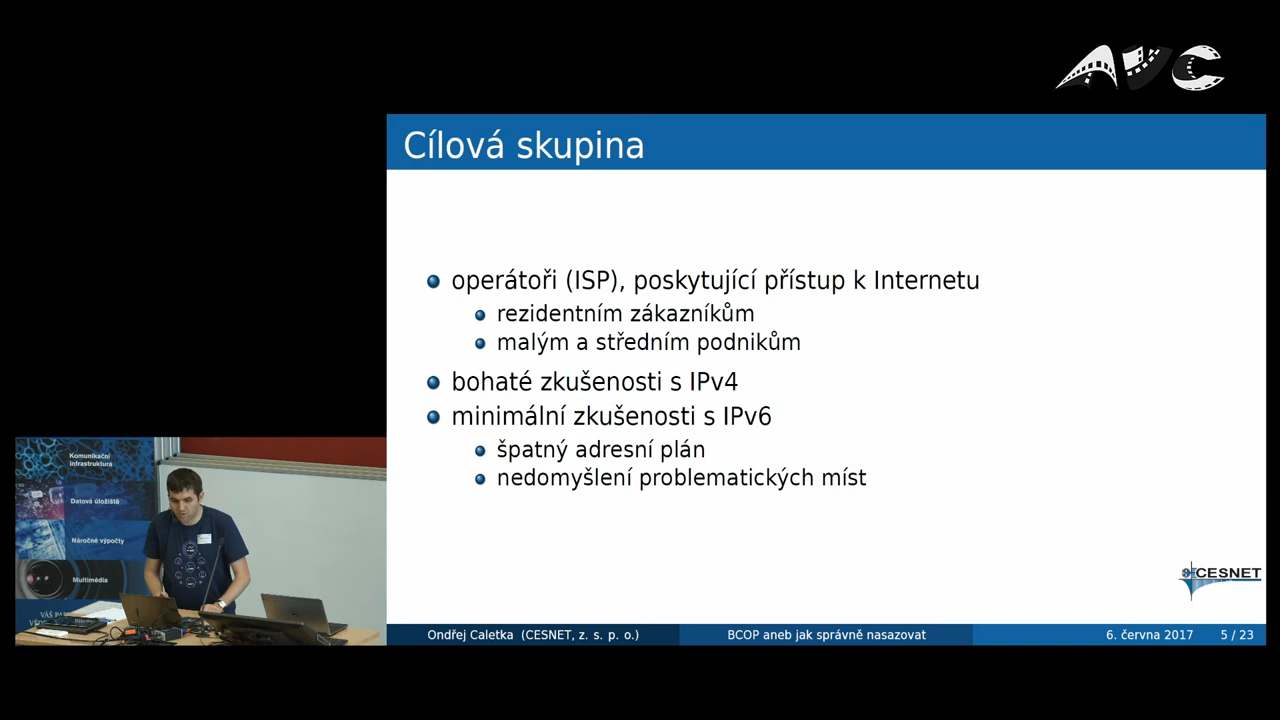 AVC
Cílová skupina
operátoři (ISP), poskytující přístup k Internetu
rezidentním zákazníkům
malým a středním podnikům
bohaté zkušenosti s IPv4
minimální zkušenosti s IPv6
špatný adresní plán
nedomyšlení problematických míst
Komunikační
infrastruktura
Datová úložiště
Náročné výpočty
Multimédia
CESNET
Ondřej Caletka (CESNET, z. s. p. o.)
BCOP aneb jak správně nasazovat
6. června 2017
5 / 23